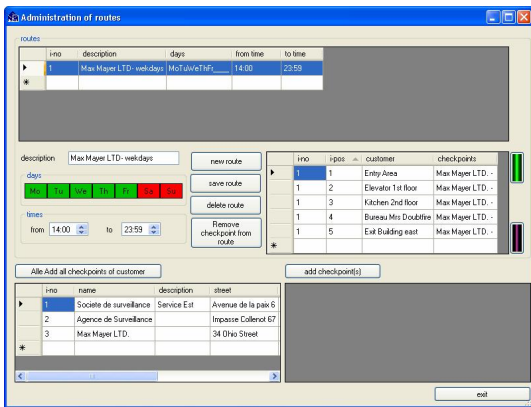 Administration of routes
routes
i-no description days from time to time
1 Max Mayer LTD- wekdays MoTuWeThFr____ 14:00 23:59
description Max Mayer LTD- wekdays
days
Mo Tu We Th Fr Sa Su
times
from 14:00 to 23:59
new route
save route
delete route
Remove
checkpoint from
route
i-no i-pos customer checkpoints
1 1 Entry Area Max Mayer LTD. -
1 2 Elevator 1st floor Max Mayer LTD. -
1 3 Kitchen 2nd floor Max Mayer LTD. -
1 4 Bureau Mrs Doubtfire Max Mayer LTD. -
1 5 Exit Building east Max Mayer LTD. -
Alle Add all checkpoints of customer
add checkpoint(s)
i-no name description street
1 Societe de surveillance Service Est Avenue de la paix 6
2 Agence de Surveillance Impasse Collenot 67
3 Max Mayer LTD. 34 Ohio Street
exit